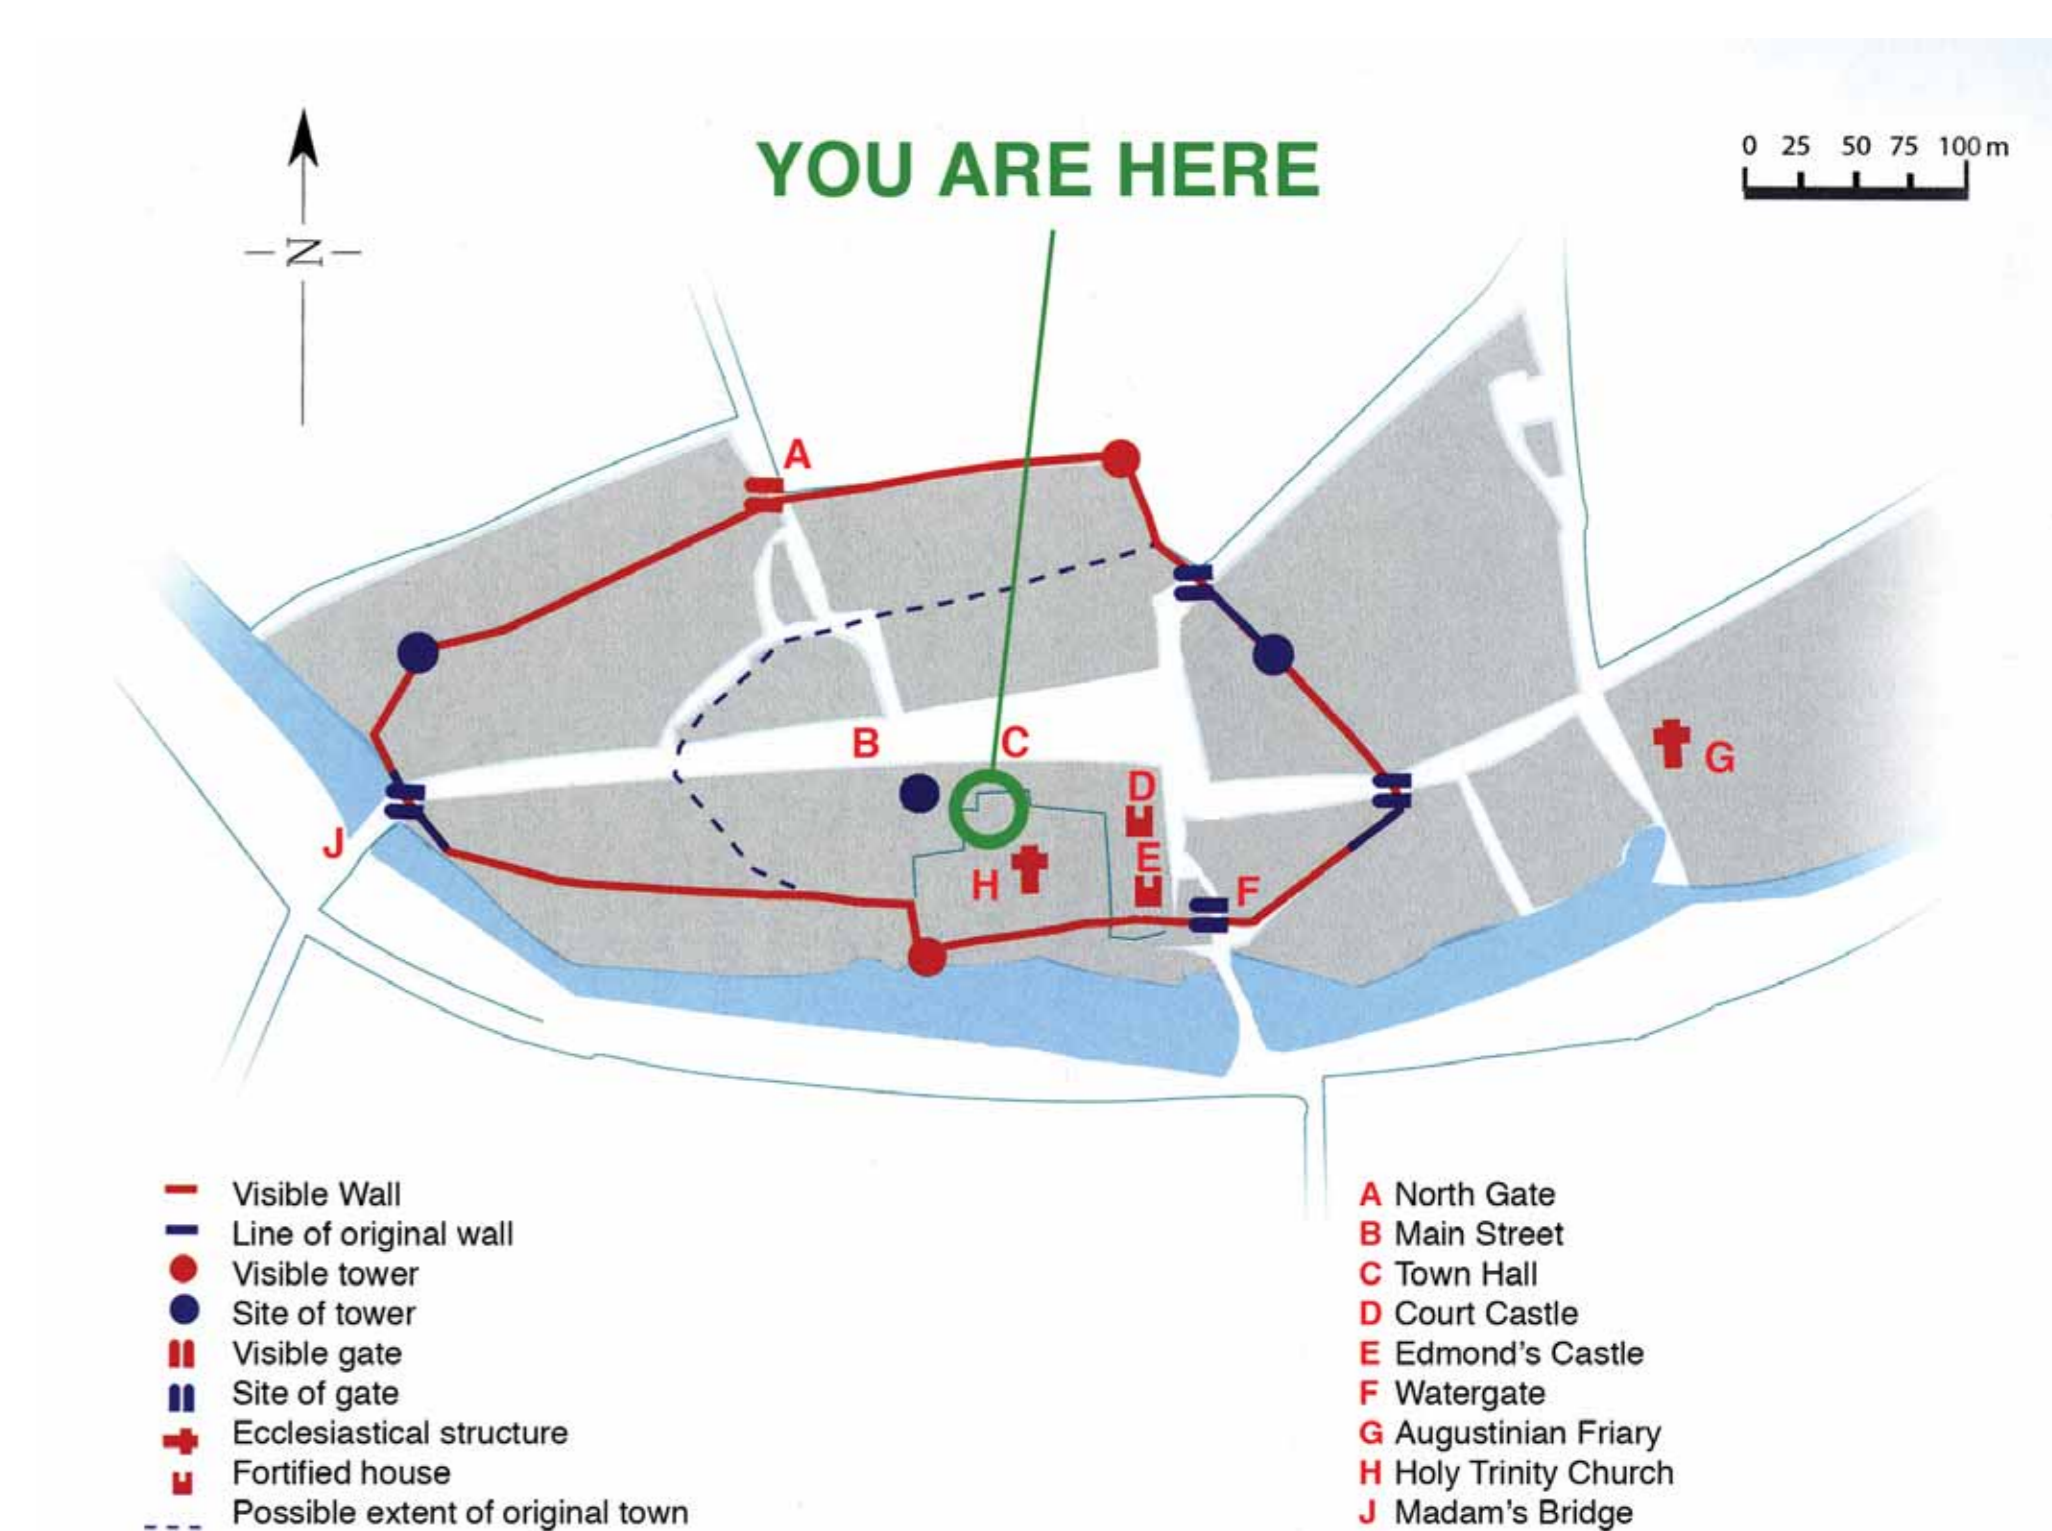 YOU ARE HERE
0 25 50 75 100 m
N
A
B
C
D
E
F
G
H
J
Visible Wall
Line of original wall
Visible tower
Site of tower
Visible gate
Site of gate
Ecclesiastical structure
Fortified house
Possible extent of original town
A North Gate
B Main Street
C Town Hall
D Court Castle
E Edmond's Castle
F Watergate
G Augustinian Friary
H Holy Trinity Church
J Madam's Bridge